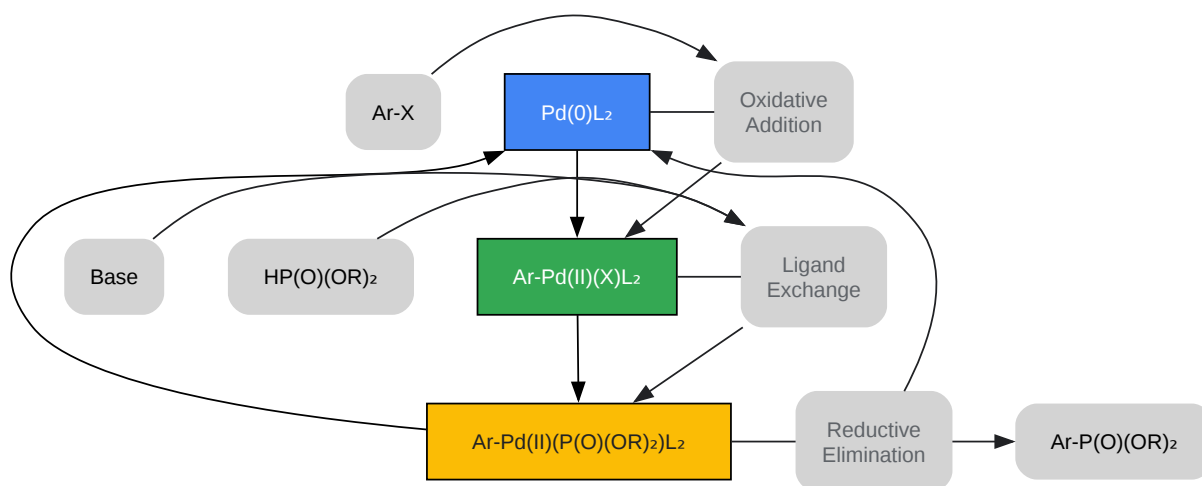 Ar-X
Pd(0)L₂
Oxidative
Addition
Base
HP(O)(OR)₂
Ar-Pd(II)(X)L₂
Ligand
Exchange
Ar-Pd(II)(P(O)(OR)₂)L₂
Reductive
Elimination
Ar-P(O)(OR)₂